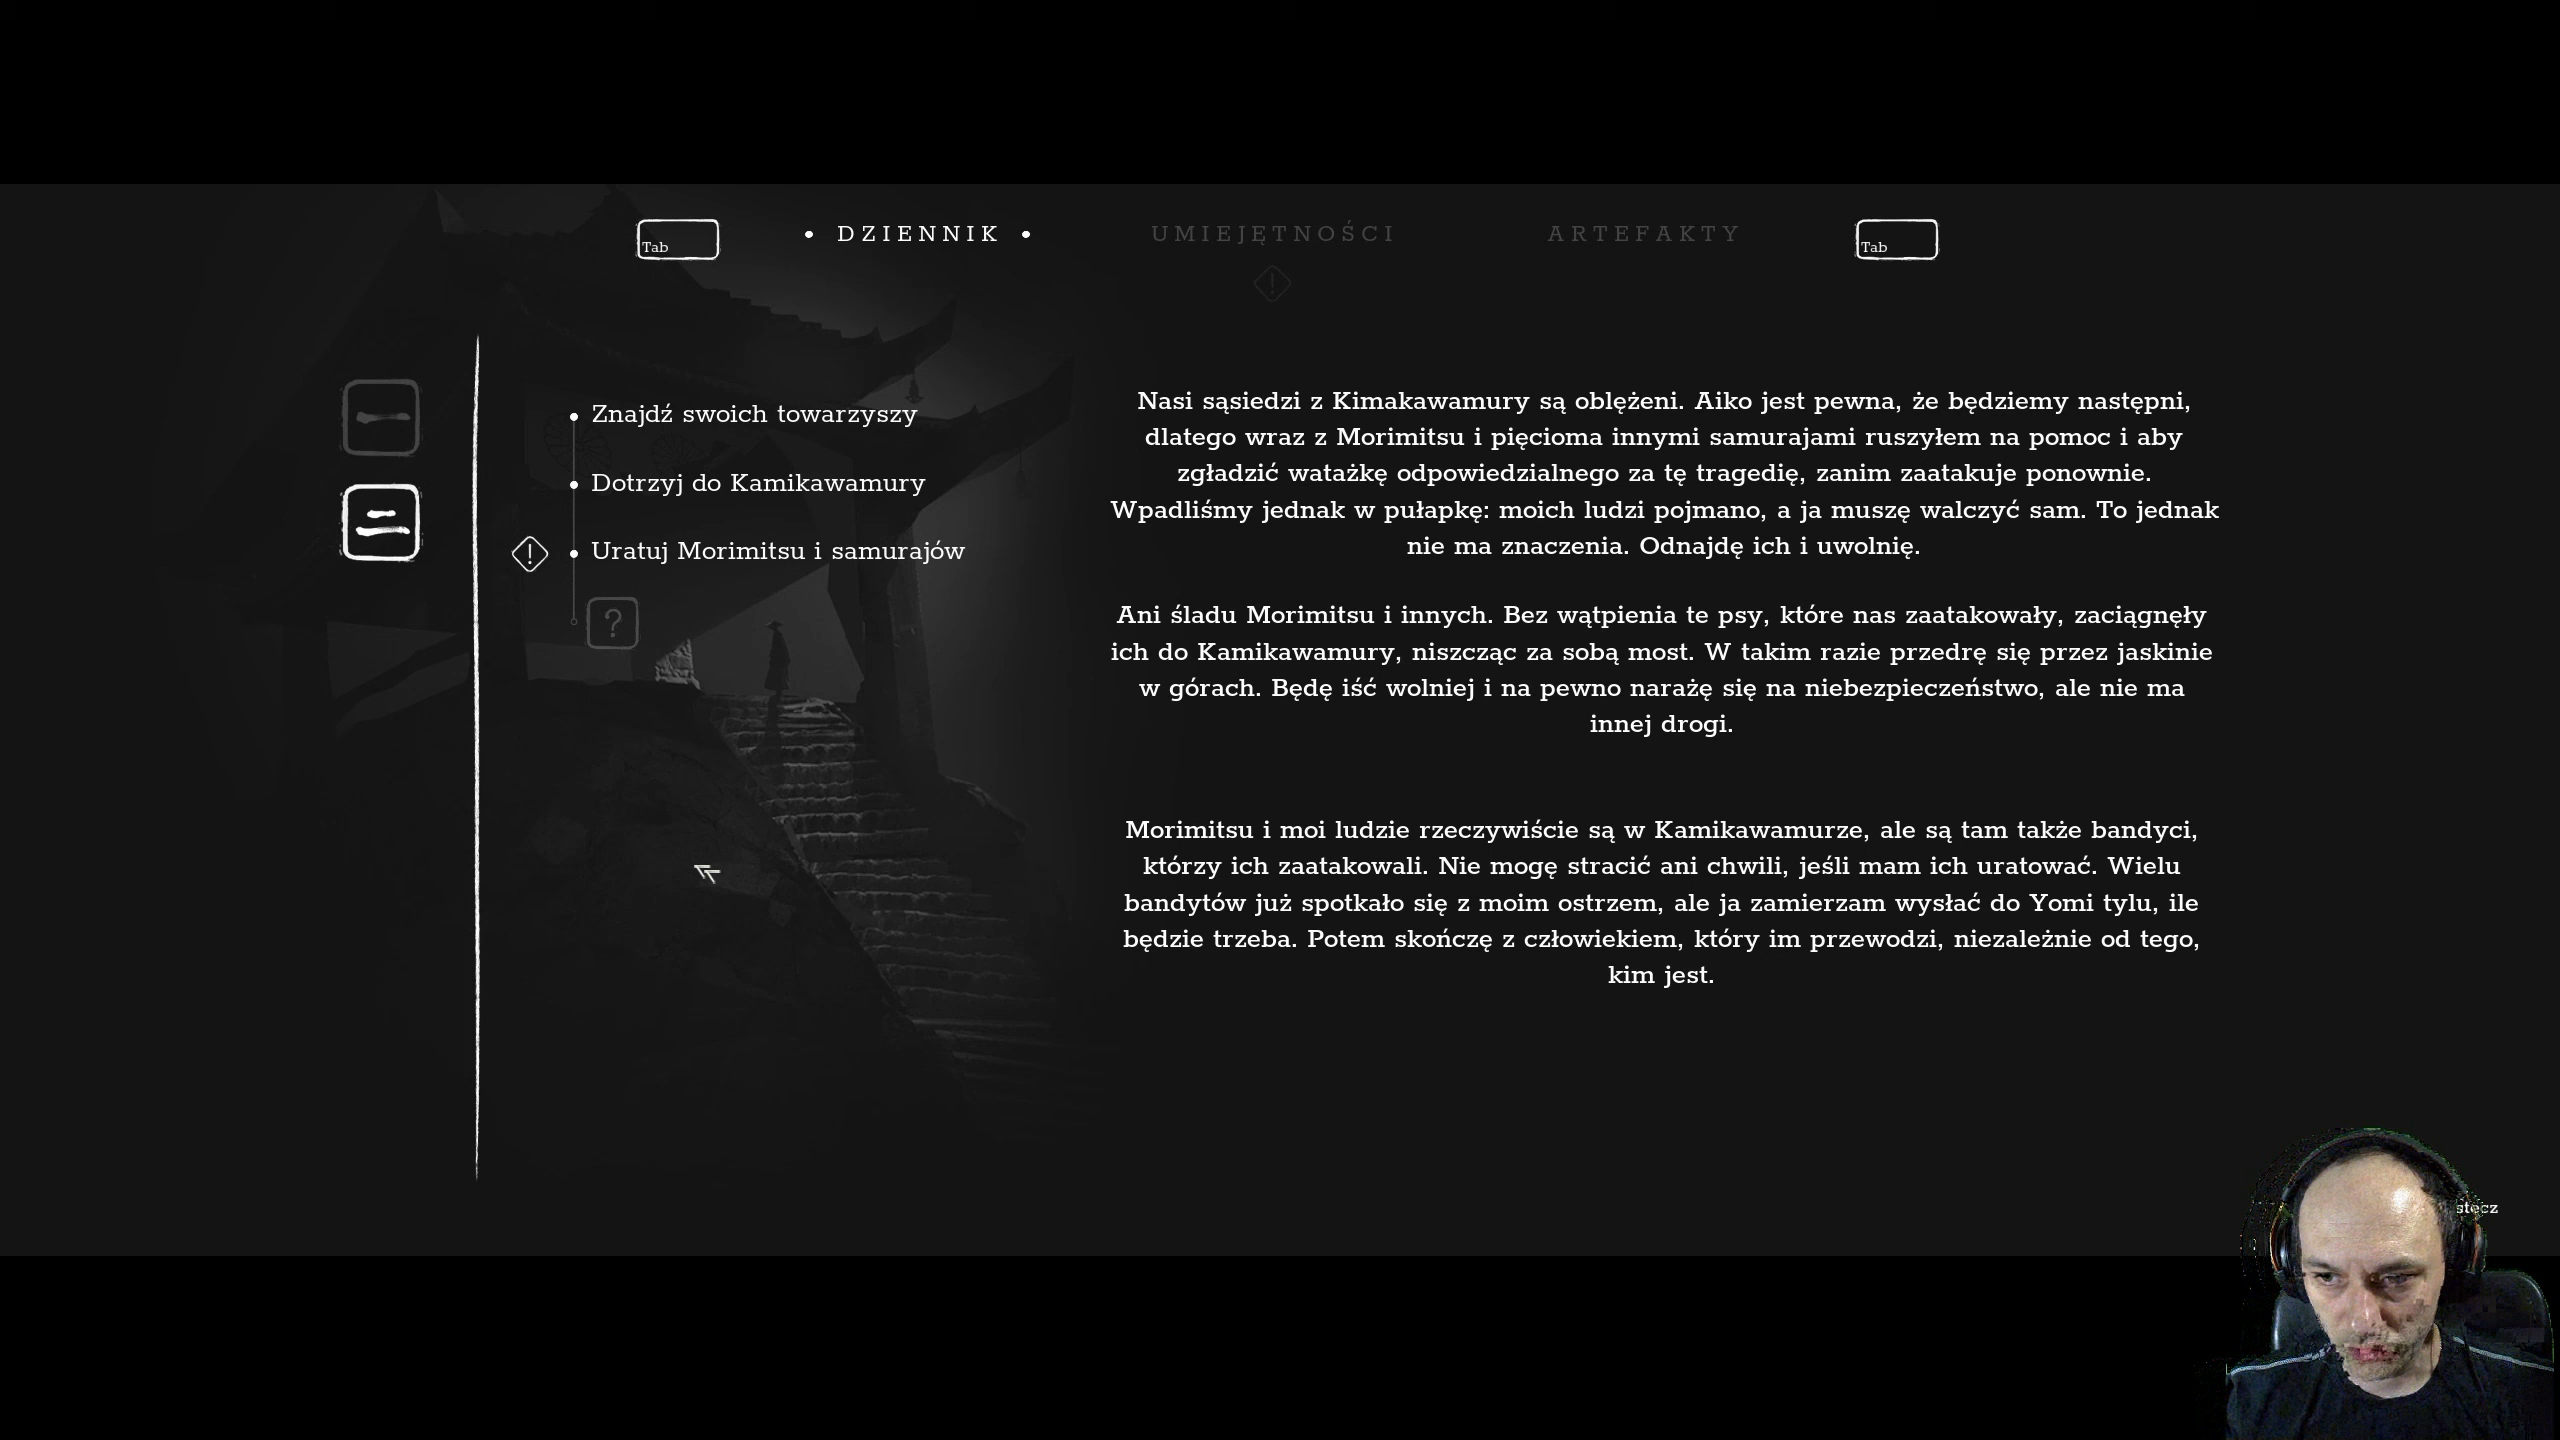 Tab
• DZIENNIK •
UMIEJĘTNOŚCI
ARTEFAKTY
Tab
!
一
二
Znajdź swoich towarzyszy
Dotrzyj do Kamikawamury
! Uratuj Morimitsu i samurajów
?
Nasi sąsiedzi z Kimakawamury są oblężeni. Aiko jest pewna, że będziemy następni,
dlatego wraz z Morimitsu i pięcioma innymi samurajami ruszyłem na pomoc i aby
zgładzić watażkę odpowiedzialnego za tę tragedię, zanim zaatakuje ponownie.
Wpadliśmy jednak w pułapkę: moich ludzi pojmano, a ja muszę walczyć sam. To jednak
nie ma znaczenia. Odnajdę ich i uwolnię.
Ani śladu Morimitsu i innych. Bez wątpienia te psy, które nas zaatakowały, zaciągnęły
ich do Kamikawamury, niszcząc za sobą most. W takim razie przedrę się przez jaskinie
w górach. Będę iść wolniej i na pewno narażę się na niebezpieczeństwo, ale nie ma
innej drogi.
Morimitsu i moi ludzie rzeczywiście są w Kamikawamurze, ale są tam także bandyci,
którzy ich zaatakowali. Nie mogę stracić ani chwili, jeśli mam ich uratować. Wielu
bandytów już spotkało się z moim ostrzem, ale ja zamierzam wysłać do Yomi tylu, ile
będzie trzeba. Potem skończę z człowiekiem, który im przewodzi, niezależnie od tego,
kim jest.
stecz